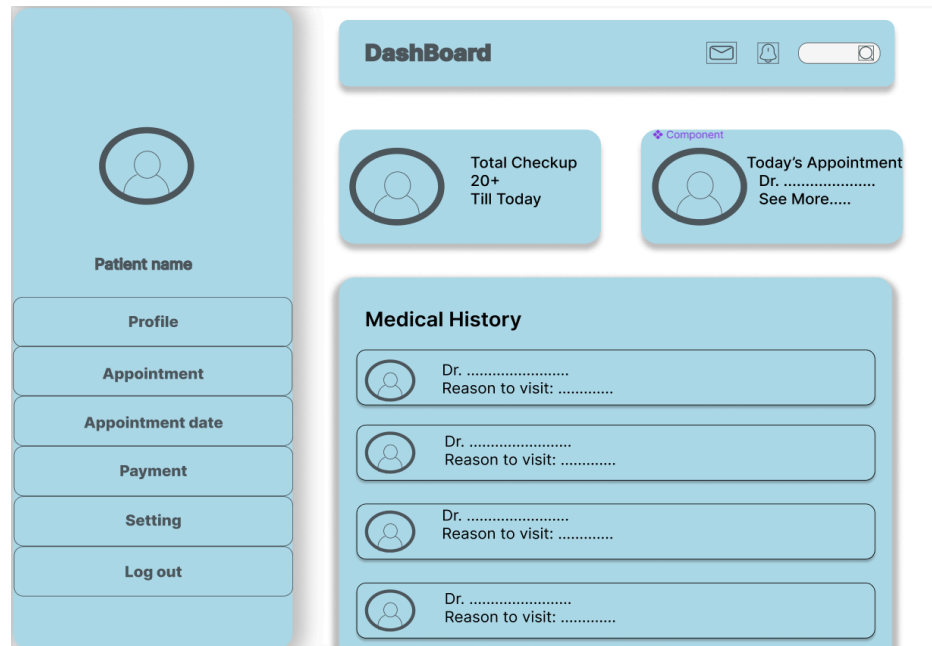 DashBoard
Patient name
Profile
Appointment
Appointment date
Payment
Setting
Log out
Total Checkup
20+
Till Today
Component
Today's Appointment
Dr. ......................
See More.....
Medical History
Dr. ........................
Reason to visit: .............
Dr. ........................
Reason to visit: .............
Dr. ........................
Reason to visit: .............
Dr. ........................
Reason to visit: .............